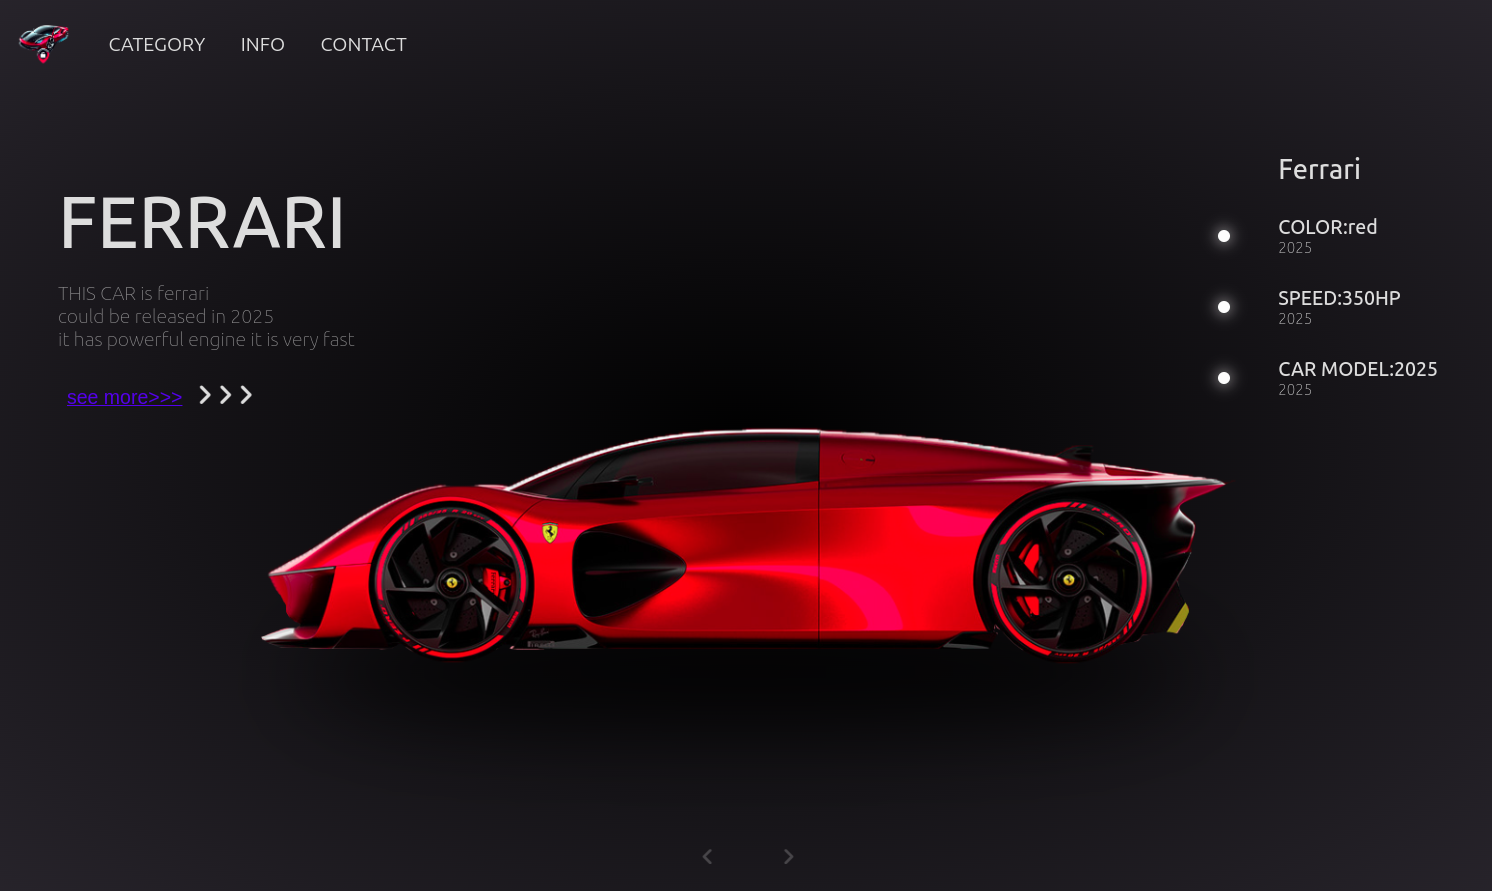 CATEGORY INFO CONTACT
FERRARI
THIS CAR is ferrari
could be released in 2025
it has powerful engine it is very fast
see more>>>
Ferrari
COLOR:red
2025
SPEED:350HP
2025
CAR MODEL:2025
2025